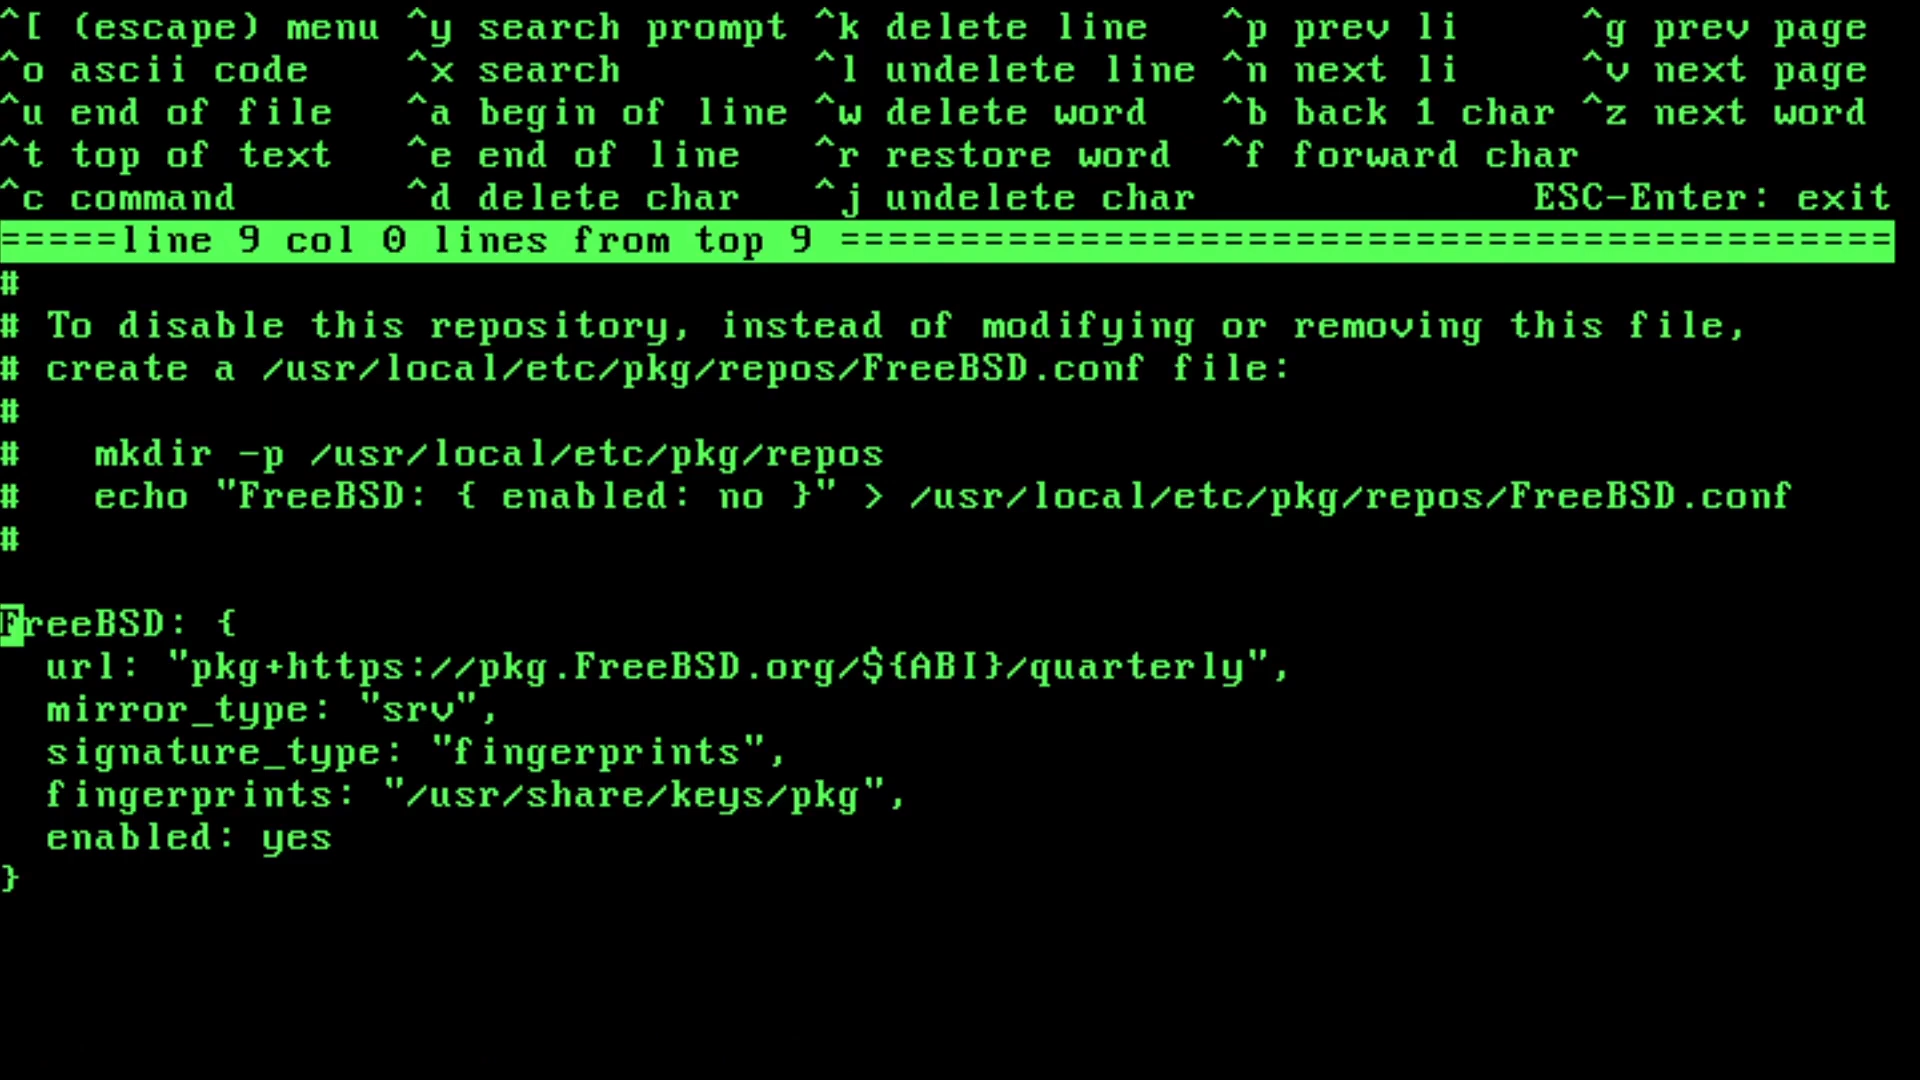 ^[ (escape) menu ^y search prompt ^k delete line   ^p prev li     ^g prev page
^o ascii code    ^x search        ^l undelete line ^n next li     ^v next page
^u end of file   ^a begin of line ^w delete word   ^b back 1 char ^z next word
^t top of text   ^e end of line   ^r restore word  ^f forward char
^c command       ^d delete char   ^j undelete char              ESC-Enter: exit
=====line 9 col 0 lines from top 9 ============================================
#
# To disable this repository, instead of modifying or removing this file,
# create a /usr/local/etc/pkg/repos/FreeBSD.conf file:
#
#   mkdir -p /usr/local/etc/pkg/repos
#   echo "FreeBSD: { enabled: no }" > /usr/local/etc/pkg/repos/FreeBSD.conf
#

FreeBSD: {
  url: "pkg+https://pkg.FreeBSD.org/${ABI}/quarterly",
  mirror_type: "srv",
  signature_type: "fingerprints",
  fingerprints: "/usr/share/keys/pkg",
  enabled: yes
}